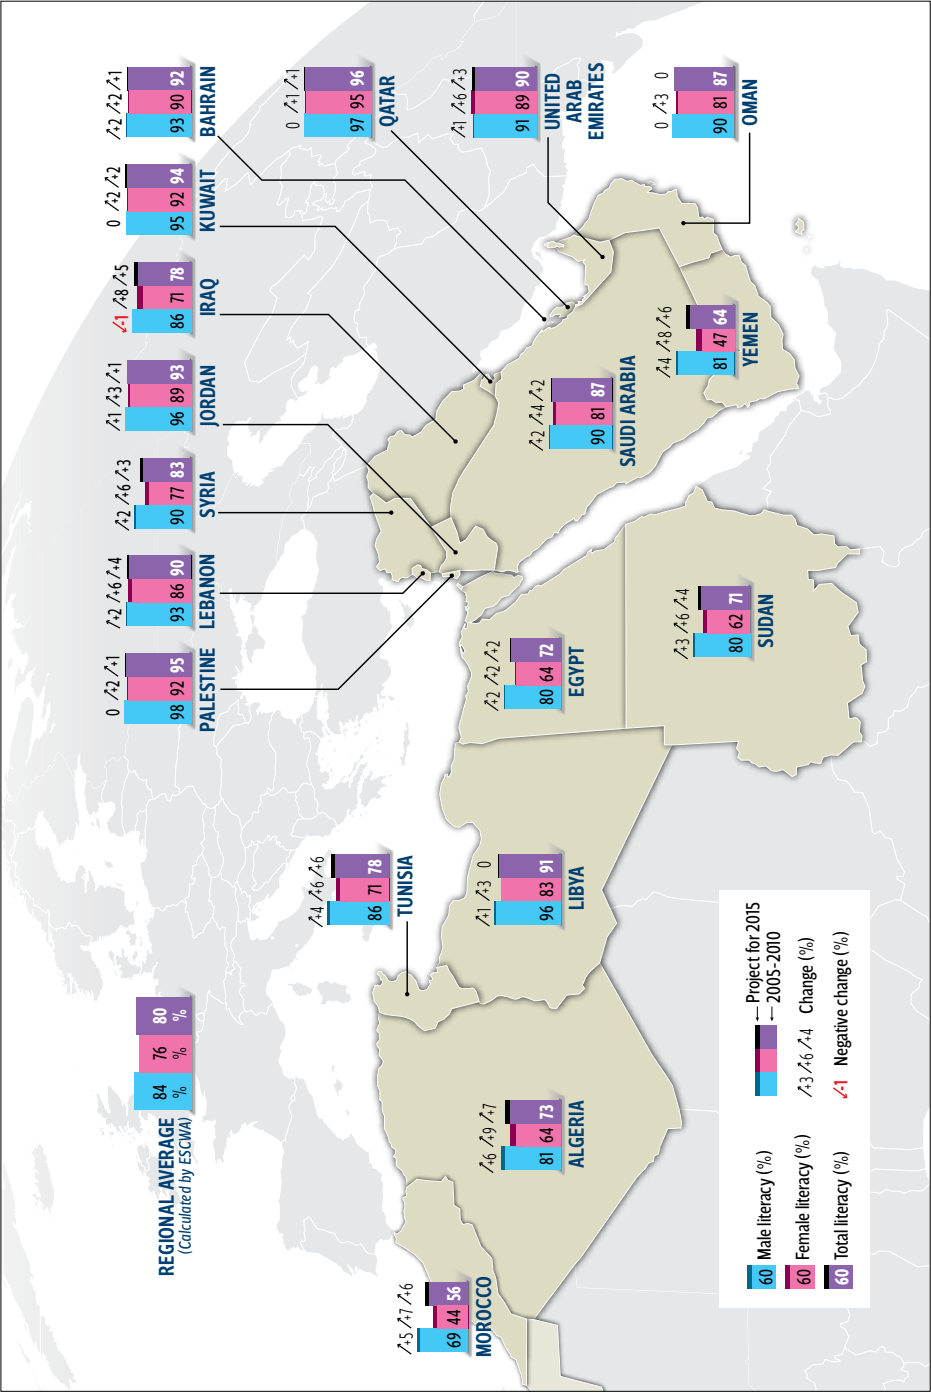 0 +2 +1
98 92 95
PALESTINE
+2 +6 +4
93 86 90
LEBANON
+2 +6 +3
90 77 83
SYRIA
+1 +3 +1
96 89 93
JORDAN
-1 +8 +5
86 71 78
IRAQ
0 +2 +2
95 92 94
KUWAIT
+2 +2 +1
93 90 92
BAHRAIN
84 76 80
% % %
REGIONAL AVERAGE
(Calculated by ESCWA)
0 +1 +1
97 95 96
QATAR
+4 +6 +6
86 71 78
TUNISIA
+1 +6 +3
91 89 90
UNITED
ARAB
EMIRATES
+5 +7 +6
69 44 56
MOROCCO
+6 +9 +7
81 64 73
ALGERIA
+1 +3 0
96 83 91
LIBYA
+2 +2 +2
80 64 72
EGYPT
+2 +4 +2
90 81 87
SAUDI ARABIA
0 +3 0
90 81 87
OMAN
+4 +8 +6
81 47 64
YEMEN
+3 +6 +4
80 62 71
SUDAN
60 Male literacy (%)
60 Female literacy (%)
60 Total literacy (%)
Project for 2015
2005-2010
+3 +6 +4 Change (%)
-1 Negative change (%)